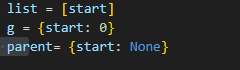 list = [start]
g = {start: 0}
parent= {start: None}